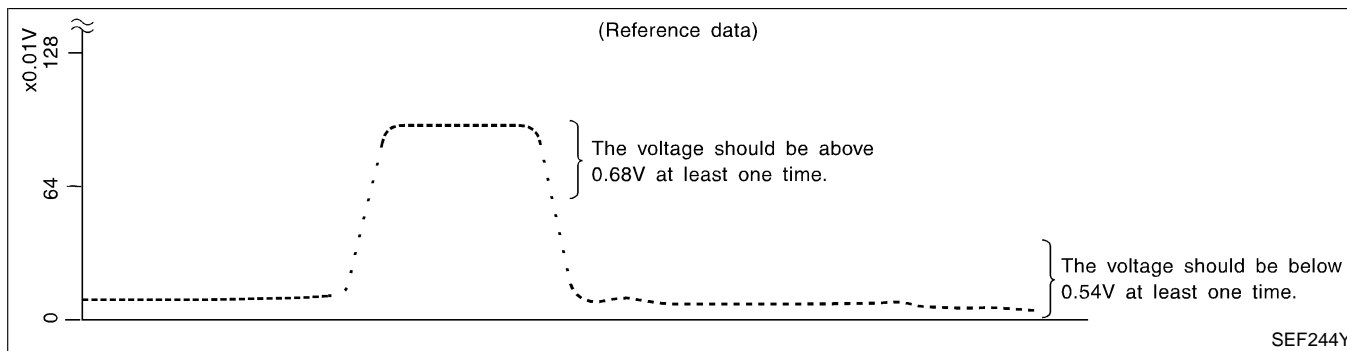 (Reference data)
x0.01V
128
64
0
The voltage should be above
0.68V at least one time.
The voltage should be below
0.54V at least one time.
SEF244Y